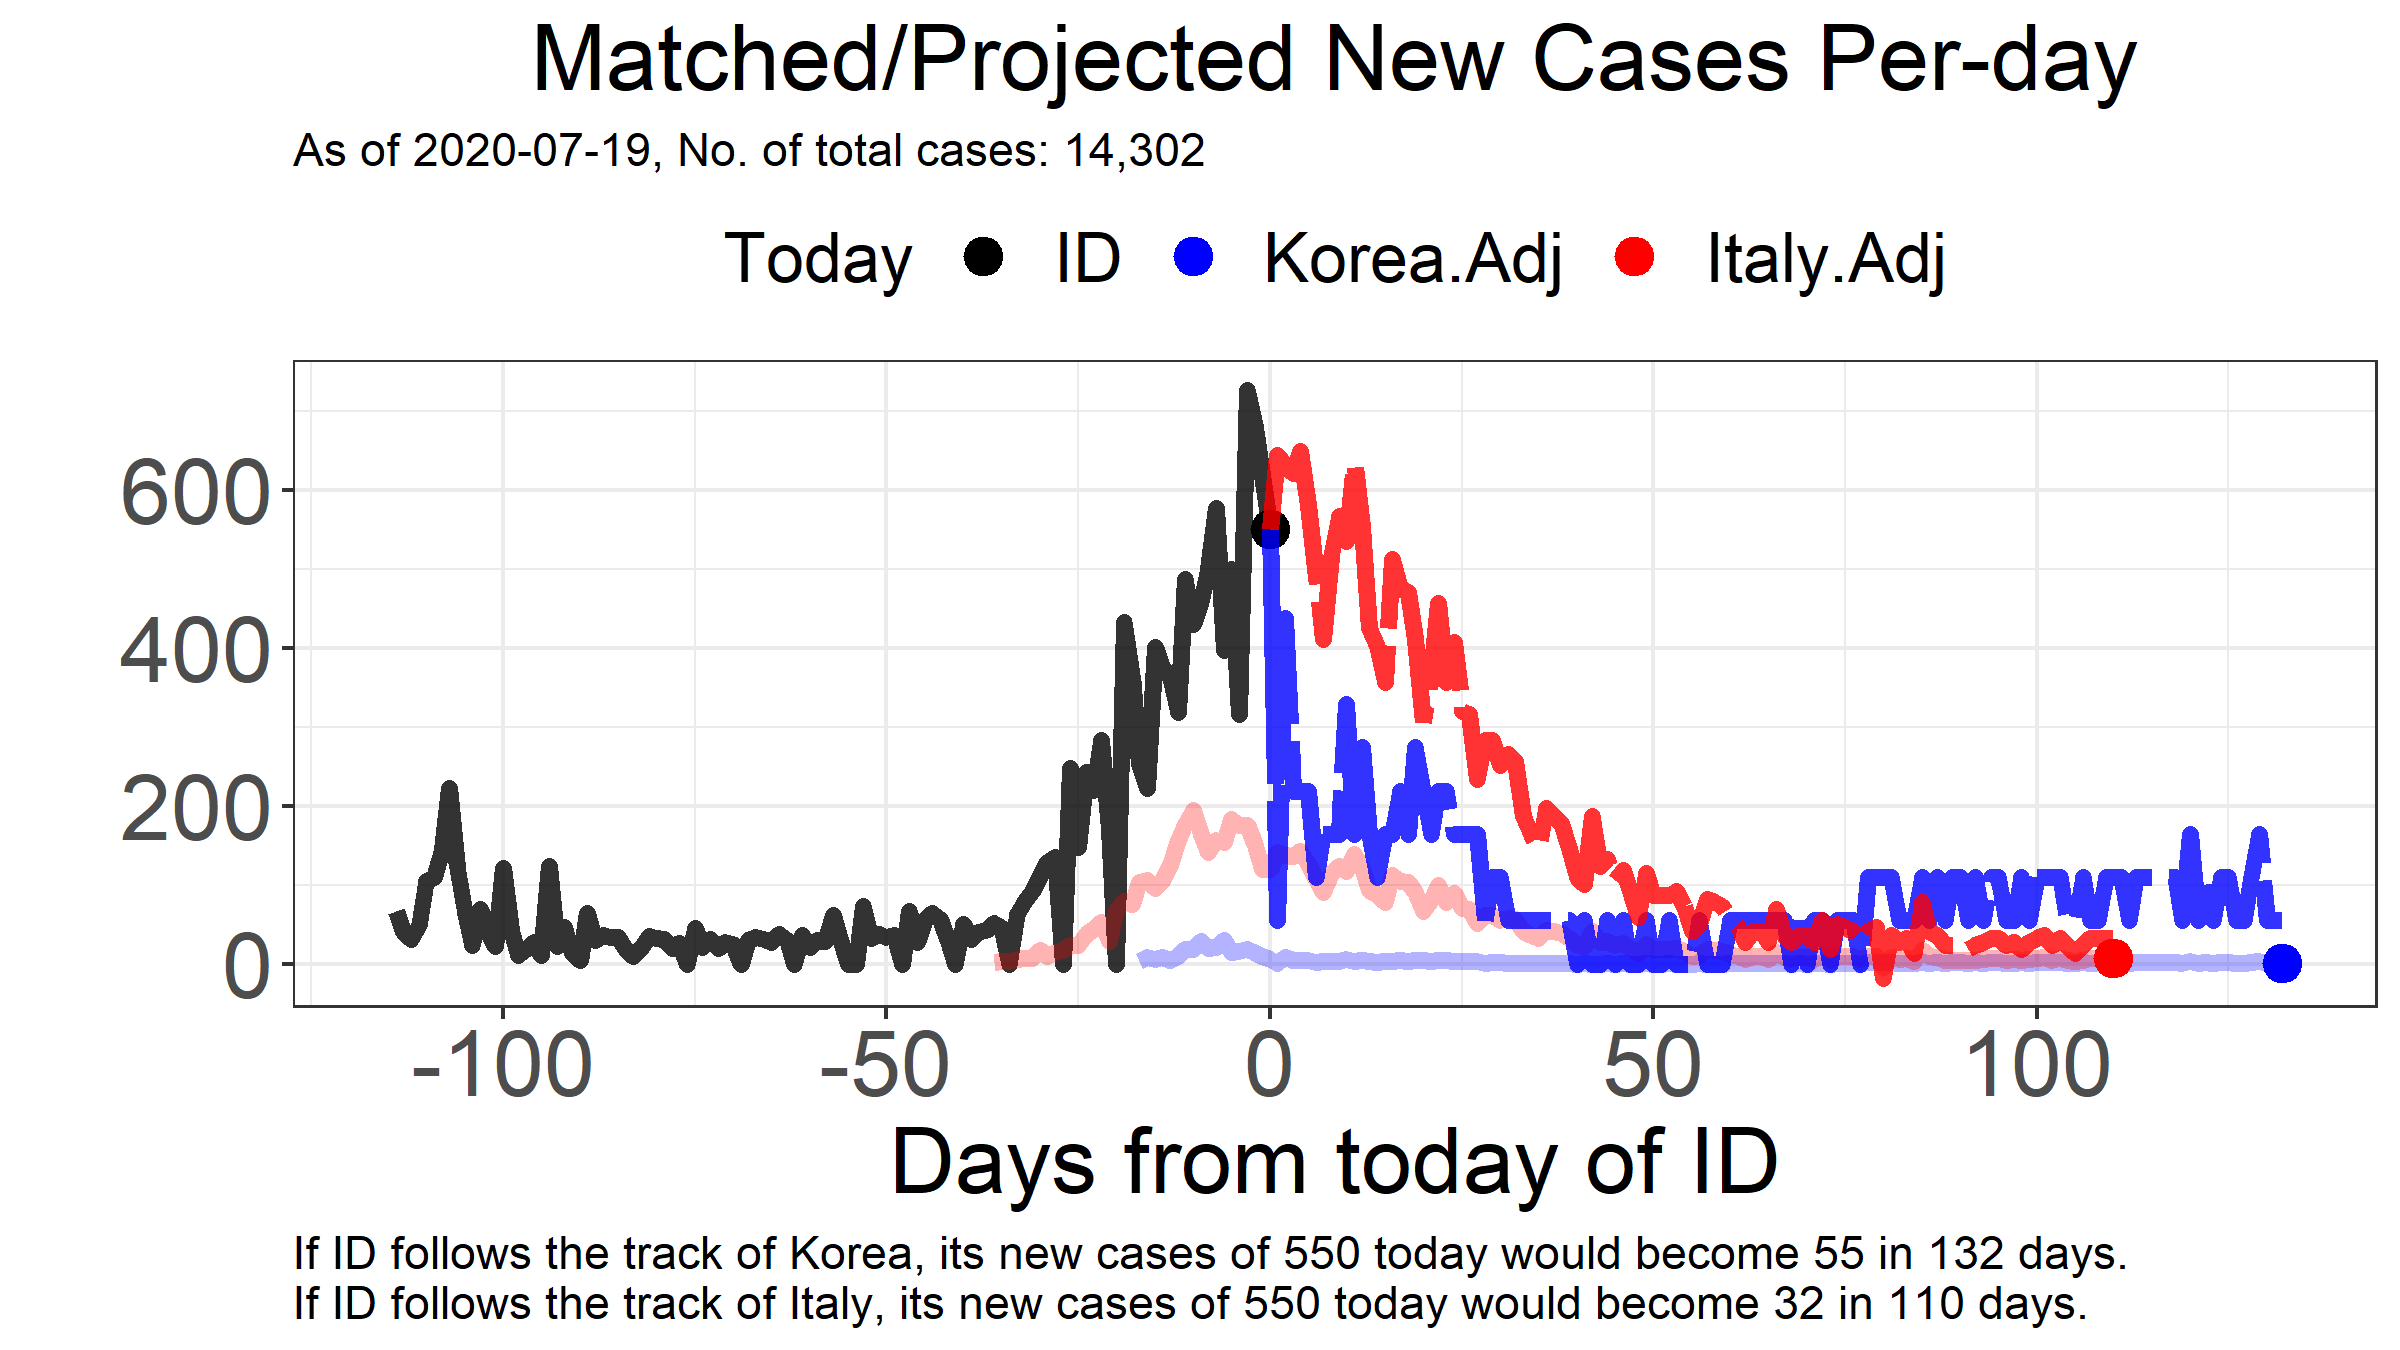 Matched/Projected New Cases Per-day
As of 2020-07-19, No. of total cases: 14,302
Today ID Korea.Adj Italy.Adj
600
400
200
0
-100 -50 0 50 100
Days from today of ID
If ID follows the track of Korea, its new cases of 550 today would become 55 in 132 days.
If ID follows the track of Italy, its new cases of 550 today would become 32 in 110 days.